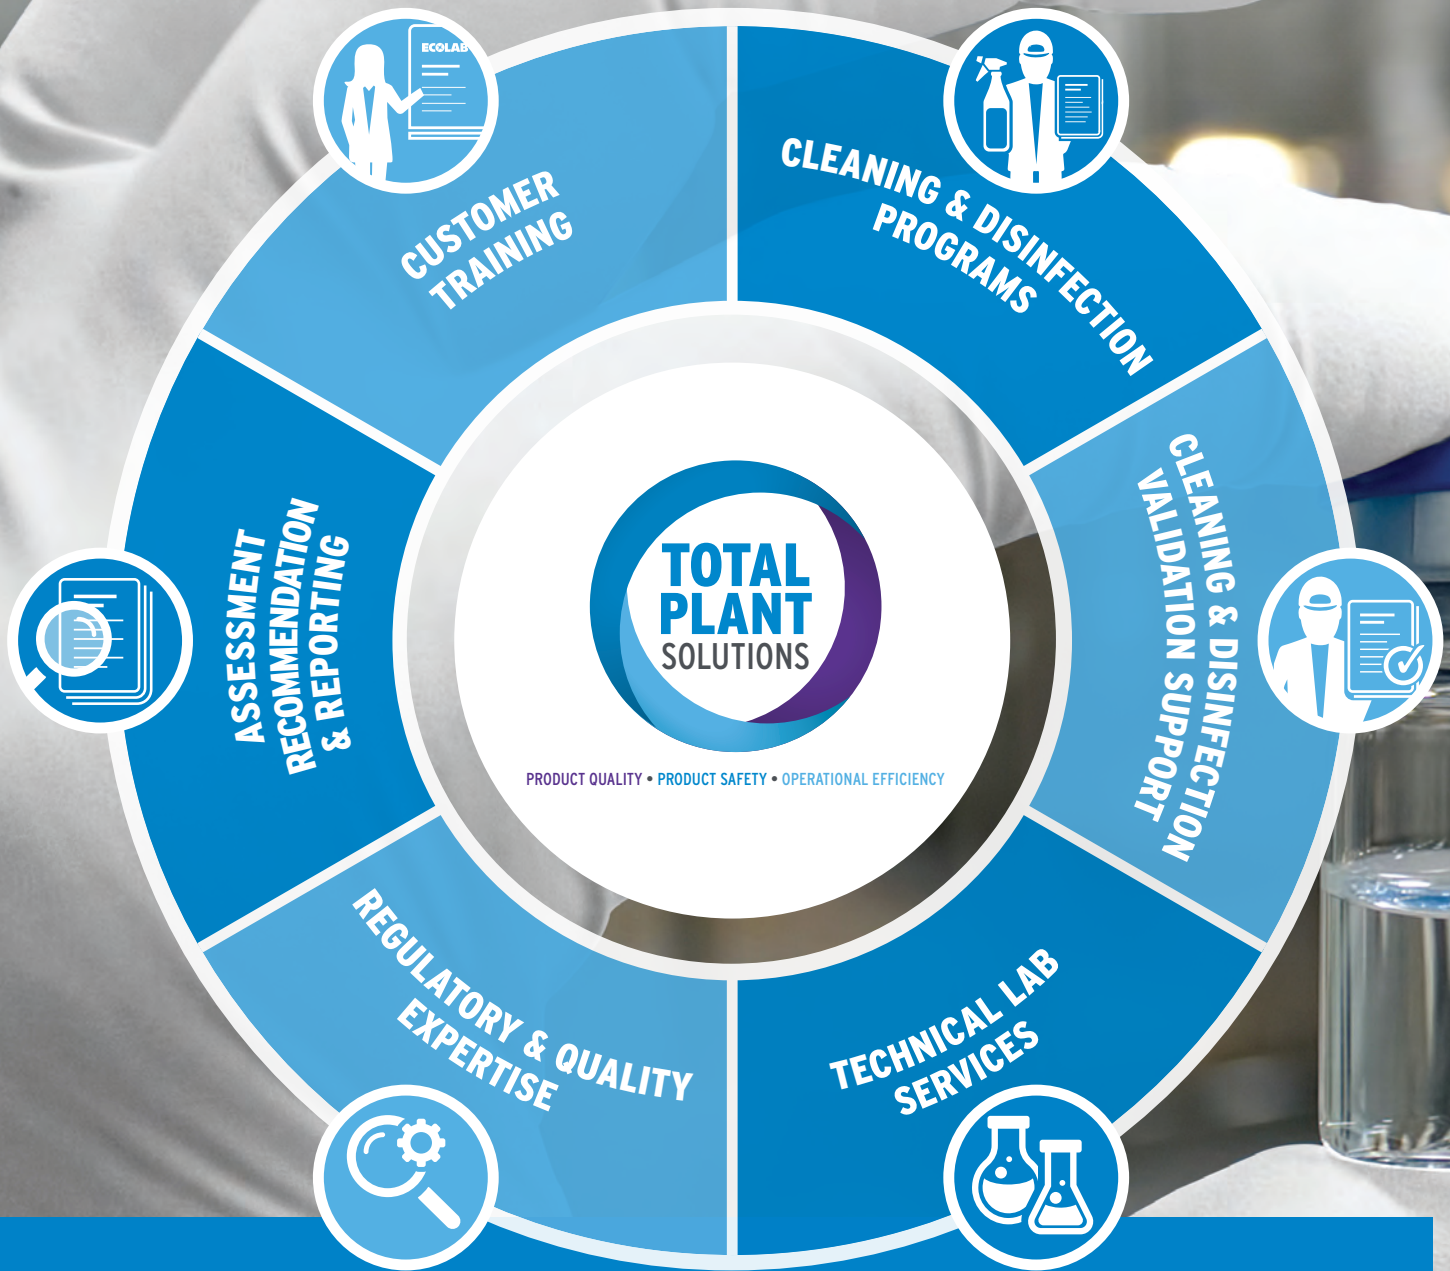 ECOLAB
CUSTOMER
TRAINING
CLEANING & DISINFECTION
PROGRAMS
CLEANING & DISINFECTION
VALIDATION SUPPORT
TECHNICAL LAB
SERVICES
REGULATORY & QUALITY
EXPERTISE
ASSESSMENT
RECOMMENDATION
& REPORTING
TOTAL
PLANT
SOLUTIONS
PRODUCT QUALITY • PRODUCT SAFETY • OPERATIONAL EFFICIENCY